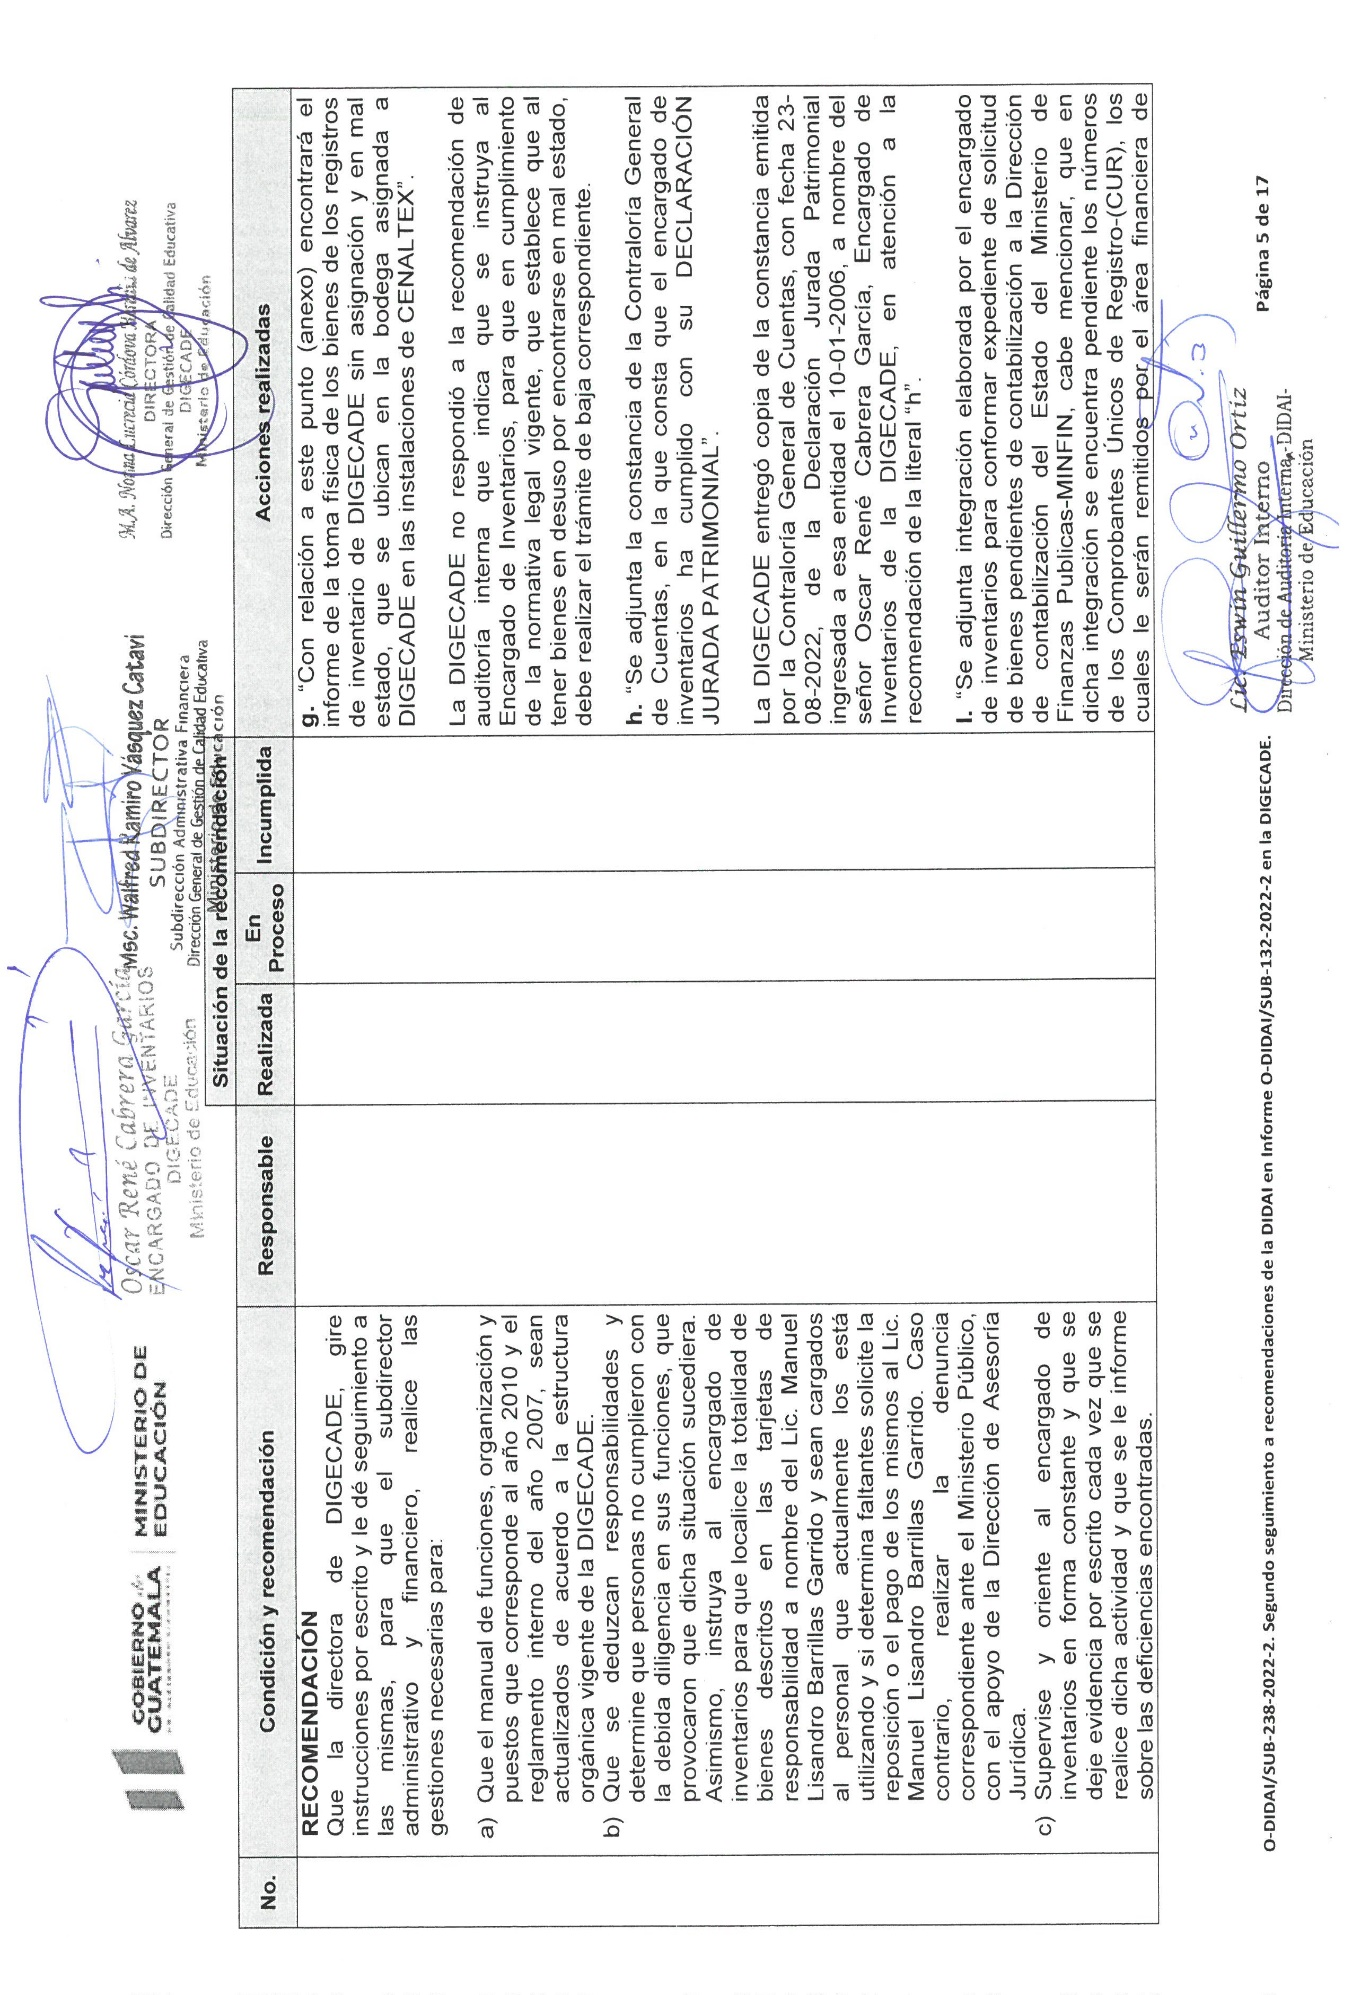 GOBIERNO de
GUATEMALA
MINISTERIO DE
EDUCACIÓN
Oscar René Cabrera García
ENCARGADO DE INVENTARIOS
DIGECADE
Ministerio de Educación
Msc. Walfred Ramiro Vásquez Catavi
SUBDIRECTOR
Subdirección Administrativa Financiera
Dirección General de Gestión de Calidad Educativa
Ministerio de Educación
M.A. Norma Lucrecia Córdova de Alvarez
DIRECTORA
Dirección General de Gestión de Calidad Educativa
DIGECADE
Ministerio de Educación
No.
Condición y recomendación
Responsable
Situación de la recomendación
Realizada
En
Proceso
Incumplida
Acciones realizadas
RECOMENDACIÓN
Que la directora de DIGECADE, gire
instrucciones por escrito y le dé seguimiento a
las mismas, para que el subdirector
administrativo y financiero, realice las
gestiones necesarias para:
a) Que el manual de funciones, organización y
puestos que corresponde al año 2010 y el
reglamento interno del año 2007, sean
actualizados de acuerdo a la estructura
orgánica vigente de la DIGECADE.
b) Que se deduzcan responsabilidades y
determine que personas no cumplieron con
la debida diligencia en sus funciones, que
provocaron que dicha situación sucediera.
Asimismo, instruya al encargado de
inventarios para que localice la totalidad de
bienes descritos en las tarjetas de
responsabilidad a nombre del Lic. Manuel
Lisandro Barrillas Garrido y sean cargados
al personal que actualmente los está
utilizando y si determina faltantes solicite la
reposición o el pago de los mismos al Lic.
Manuel Lisandro Barrillas Garrido. Caso
contrario, realizar la denuncia
correspondiente ante el Ministerio Público,
con el apoyo de la Dirección de Asesoría
Jurídica.
c) Supervise y oriente al encargado de
inventarios en forma constante y que se
deje evidencia por escrito cada vez que se
realice dicha actividad y que se le informe
sobre las deficiencias encontradas.
g. “Con relación a este punto (anexo) encontrará el
informe de la toma física de los bienes de los registros
de inventario de DIGECADE sin asignación y en mal
estado, que se ubican en la bodega asignada a
DIGECADE en las instalaciones de CENALTEX”.
La DIGECADE no respondió a la recomendación de
auditoría interna que indica que se instruya al
Encargado de Inventarios, para que en cumplimiento
de la normativa legal vigente, que establece que al
tener bienes en desuso por encontrarse en mal estado,
debe realizar el trámite de baja correspondiente.
h. “Se adjunta la constancia de la Contraloría General
de Cuentas, en la que consta que el encargado de
inventarios ha cumplido con su DECLARACIÓN
JURADA PATRIMONIAL”.
La DIGECADE entregó copia de la constancia emitida
por la Contraloría General de Cuentas, con fecha 23-
08-2022, de la Declaración Jurada Patrimonial
ingresada a esa entidad el 10-01-2006, a nombre del
señor Oscar René Cabrera García, Encargado de
Inventarios de la DIGECADE, en atención a la
recomendación de la literal “h”.
I. “Se adjunta integración elaborada por el encargado
de inventarios para conformar expediente de solicitud
de bienes pendientes de contabilización a la Dirección
de contabilización del Estado del Ministerio de
Finanzas Publicas-MINFIN, cabe mencionar, que en
dicha integración se encuentra pendiente los números
de los Comprobantes Únicos de Registro-(CUR), los
cuales le serán remitidos por el área financiera de
Lic. Erwin Guillermo Ortiz
Auditor Interno
Dirección de Auditoria Interna -DIDAI-
Ministerio de Educación
O-DIDAI/SUB-238-2022-2. Segundo seguimiento a recomendaciones de la DIDAI en Informe O-DIDAI/SUB-132-2022-2 en la DIGECADE.
Página 5 de 17